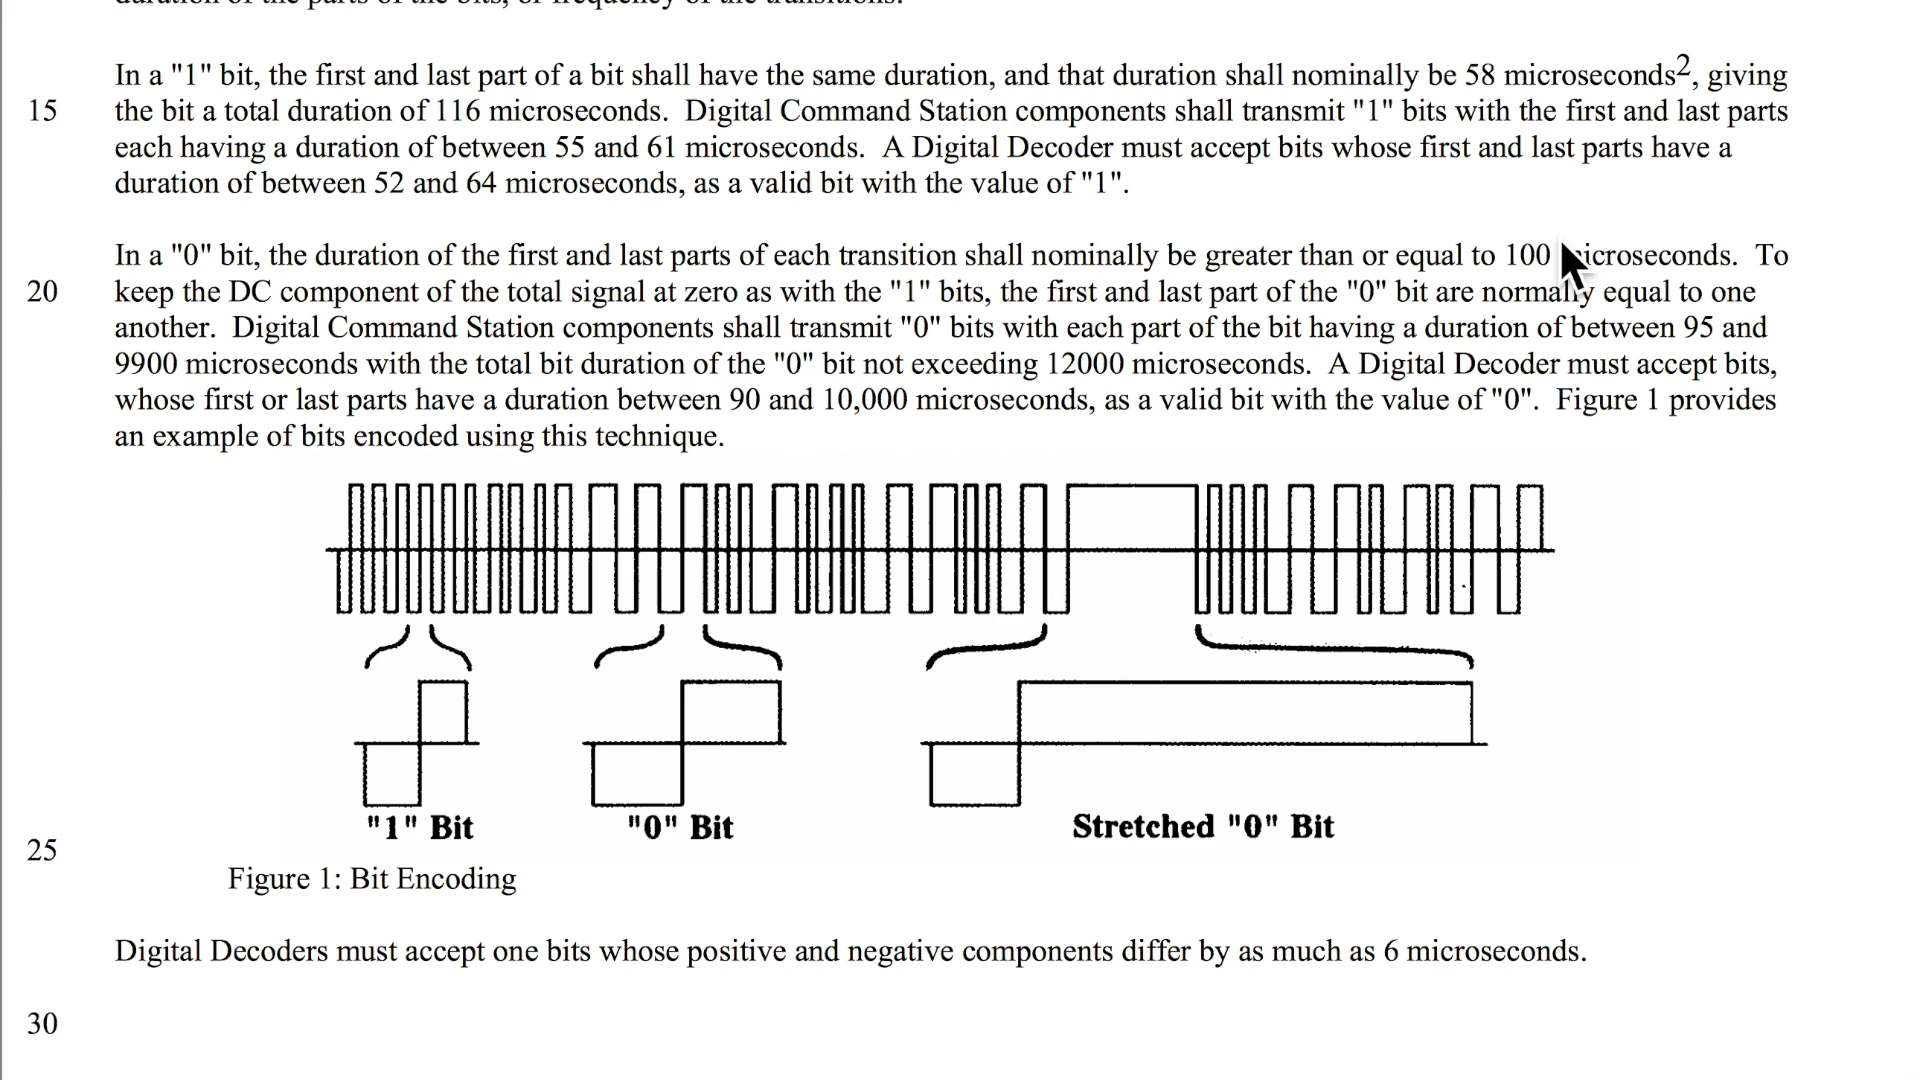 duration of the parts of the bits, or frequency of the transitions.
In a "1" bit, the first and last part of a bit shall have the same duration, and that duration shall nominally be 58 microseconds2, giving
15 the bit a total duration of 116 microseconds. Digital Command Station components shall transmit "1" bits with the first and last parts
each having a duration of between 55 and 61 microseconds. A Digital Decoder must accept bits whose first and last parts have a
duration of between 52 and 64 microseconds, as a valid bit with the value of "1".
In a "0" bit, the duration of the first and last parts of each transition shall nominally be greater than or equal to 100 microseconds. To
20 keep the DC component of the total signal at zero as with the "1" bits, the first and last part of the "0" bit are normally equal to one
another. Digital Command Station components shall transmit "0" bits with each part of the bit having a duration of between 95 and
9900 microseconds with the total bit duration of the "0" bit not exceeding 12000 microseconds. A Digital Decoder must accept bits,
whose first or last parts have a duration between 90 and 10,000 microseconds, as a valid bit with the value of "0". Figure 1 provides
an example of bits encoded using this technique.
"1" Bit "0" Bit Stretched "0" Bit
25
Figure 1: Bit Encoding
Digital Decoders must accept one bits whose positive and negative components differ by as much as 6 microseconds.
30